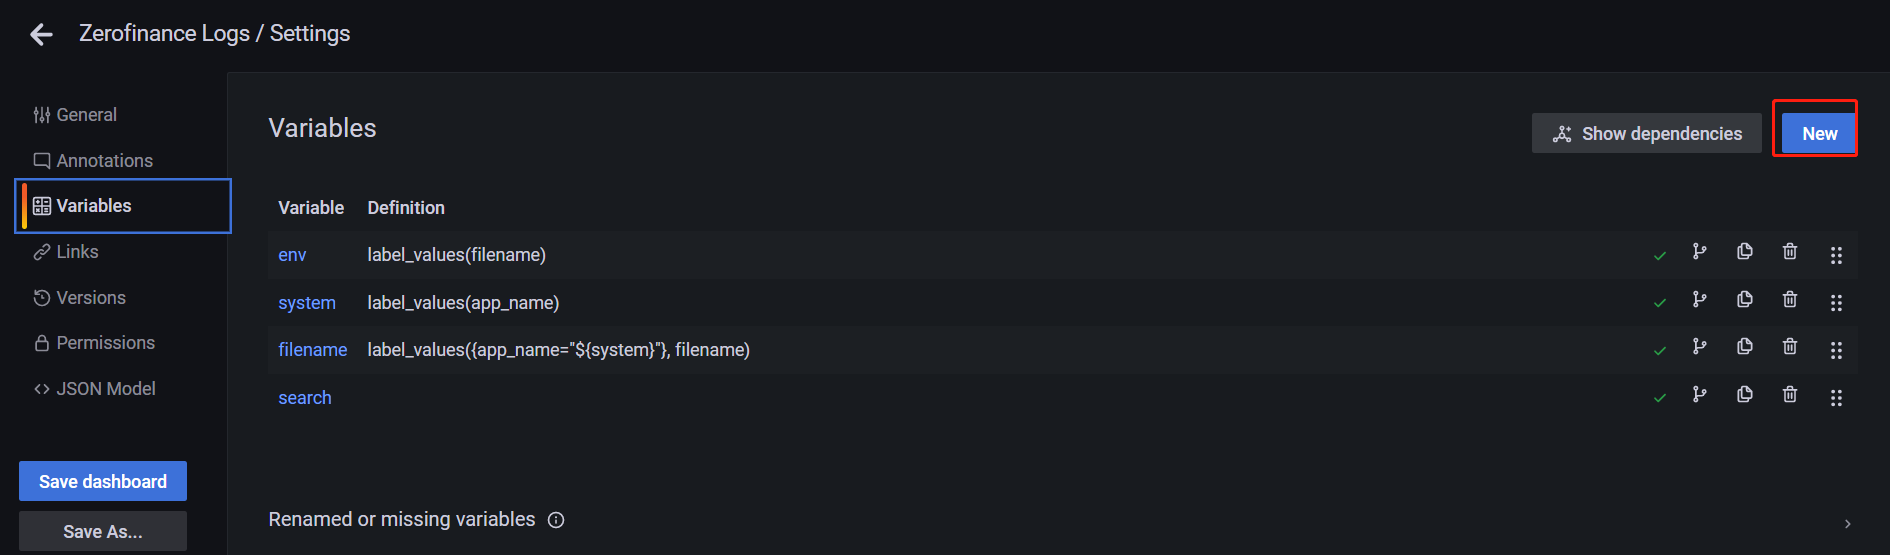 Zerofinance Logs / Settings
General
Annotations
Variables
Links
Versions
Permissions
JSON Model
Save dashboard
Save As...
Variables
Show dependencies
New
Variable Definition
env label_values(filename)
system label_values(app_name)
filename label_values({app_name="${system}"}, filename)
search
Renamed or missing variables